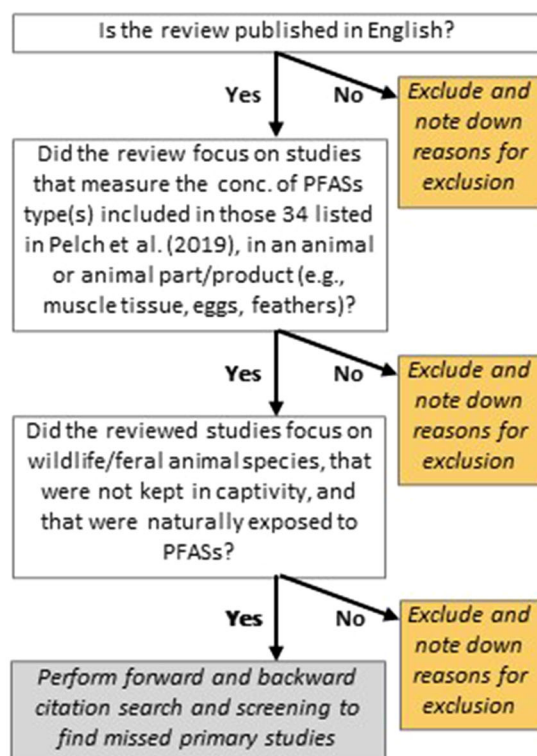 Is the review published in English?
Yes
No
Exclude and
note down
reasons for
exclusion
Did the review focus on studies
that measure the conc. of PFASs
type(s) included in those 34 listed
in Pelch et al. (2019), in an animal
or animal part/product (e.g.,
muscle tissue, eggs, feathers)?
Yes
No
Exclude and
note down
reasons for
exclusion
Did the reviewed studies focus on
wildlife/feral animal species, that
were not kept in captivity, and
that were naturally exposed to
PFASs?
Yes
No
Exclude and
note down
reasons for
exclusion
Perform forward and backward
citation search and screening to
find missed primary studies